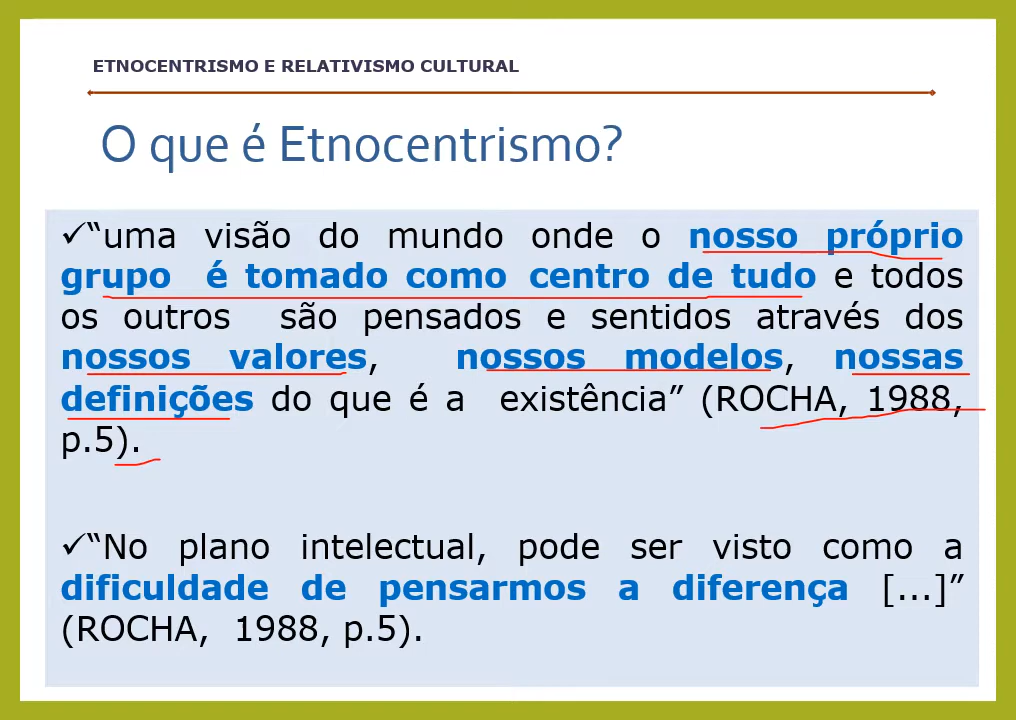 ETNOCENTRISMO E RELATIVISMO CULTURAL
O que é Etnocentrismo?
✓“uma visão do mundo onde o nosso próprio
grupo é tomado como centro de tudo e todos
os outros são pensados e sentidos através dos
nossos valores, nossos modelos, nossas
definições do que é a existência” (ROCHA, 1988,
p.5).
✓“No plano intelectual, pode ser visto como a
dificuldade de pensarmos a diferença [...]”
(ROCHA, 1988, p.5).